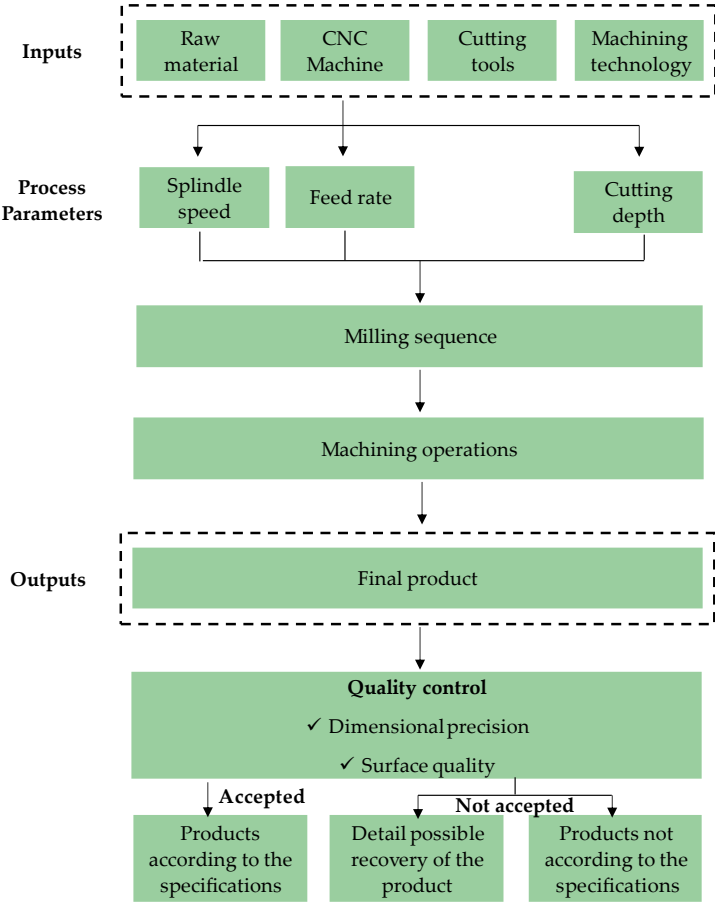 Inputs
Raw
material
CNC
Machine
Cutting
tools
Machining
technology
Process
Parameters
Splindle
speed
Feed rate
Cutting
depth
Milling sequence
Machining operations
Outputs
Final product
Quality control
✓ Dimensional precision
✓ Surface quality
Accepted
Not accepted
Products
according to the
specifications
Detail possible
recovery of the
product
Products not
according to the
specifications